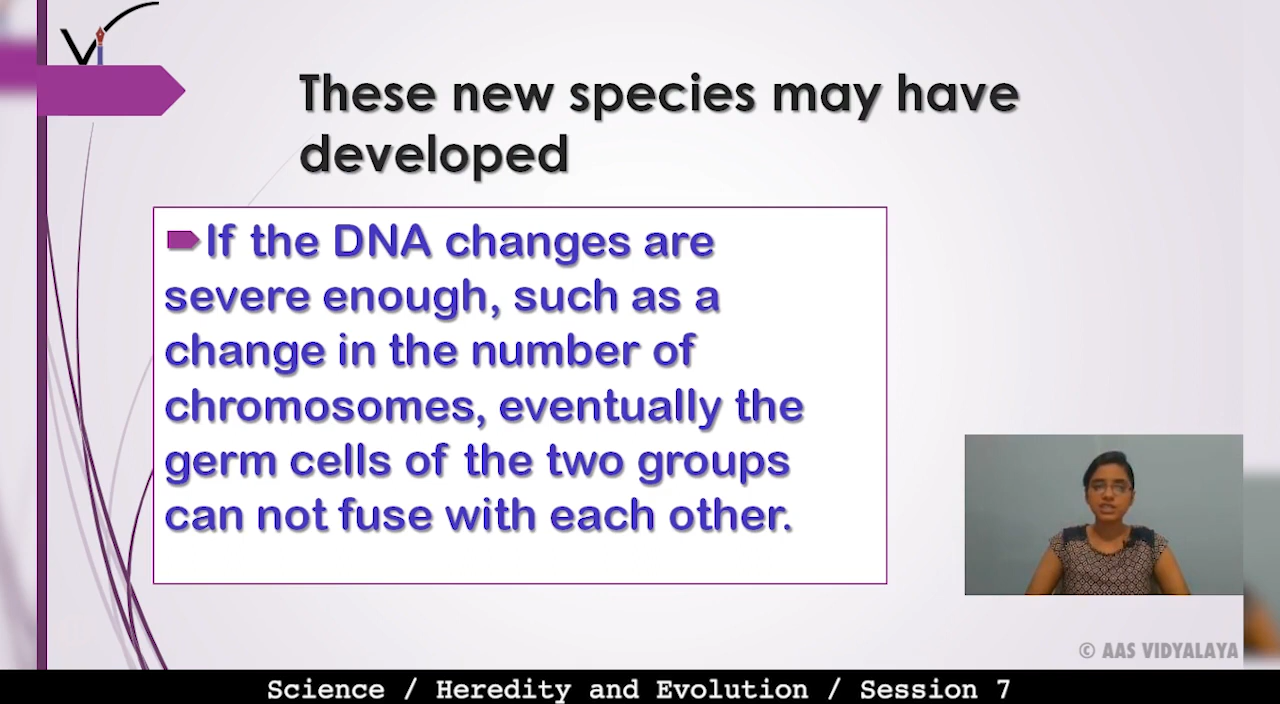 These new species may have
developed
If the DNA changes are
severe enough, such as a
change in the number of
chromosomes, eventually the
germ cells of the two groups
can not fuse with each other.
© AAS VIDYALAYA
Science / Heredity and Evolution / Session 7